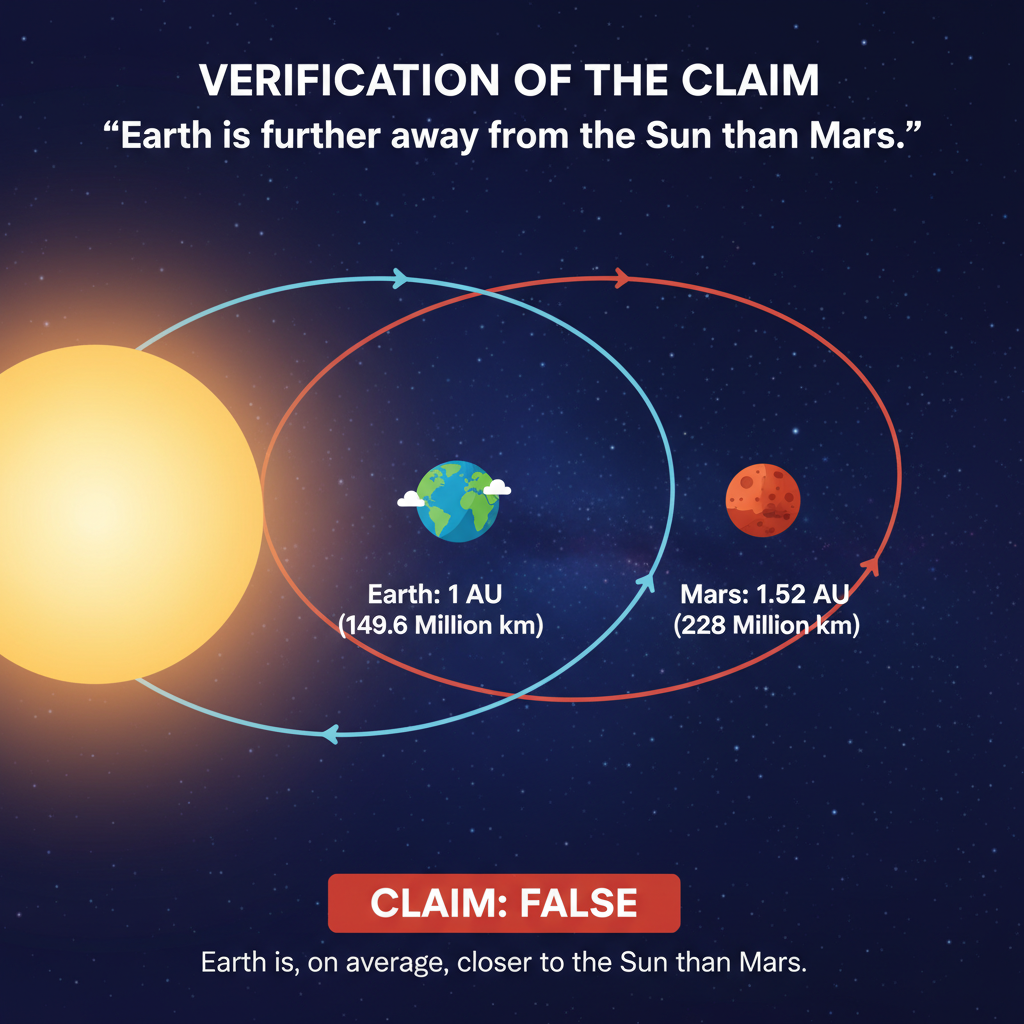 VERIFICATION OF THE CLAIM
“Earth is further away from the Sun than Mars.”
Earth: 1 AU
(149.6 Million km)
Mars: 1.52 AU
(228 Million km)
CLAIM: FALSE
Earth is, on average, closer to the Sun than Mars.